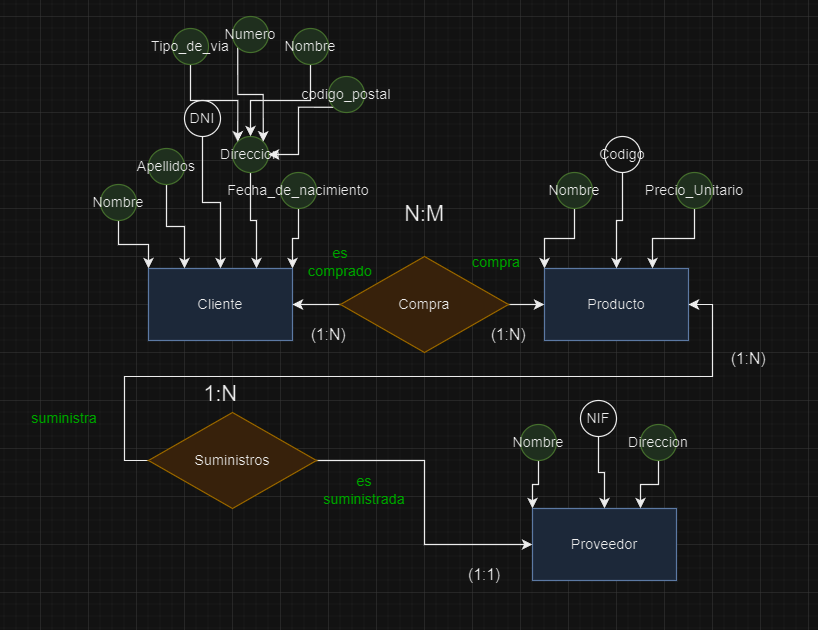 Numero
Tipo_de_via
Nombre
codigo_postal
DNI
Direccio
Apellidos
Fecha_de_nacimiento
Nombre
Codigo
Nombre
Precio_Unitario
N:M
es
comprado
compra
Cliente
Compra
Producto
(1:N)
(1:N)
(1:N)
1:N
suministra
Suministros
es
suministrada
NIF
Nombre
Direccion
Proveedor
(1:1)